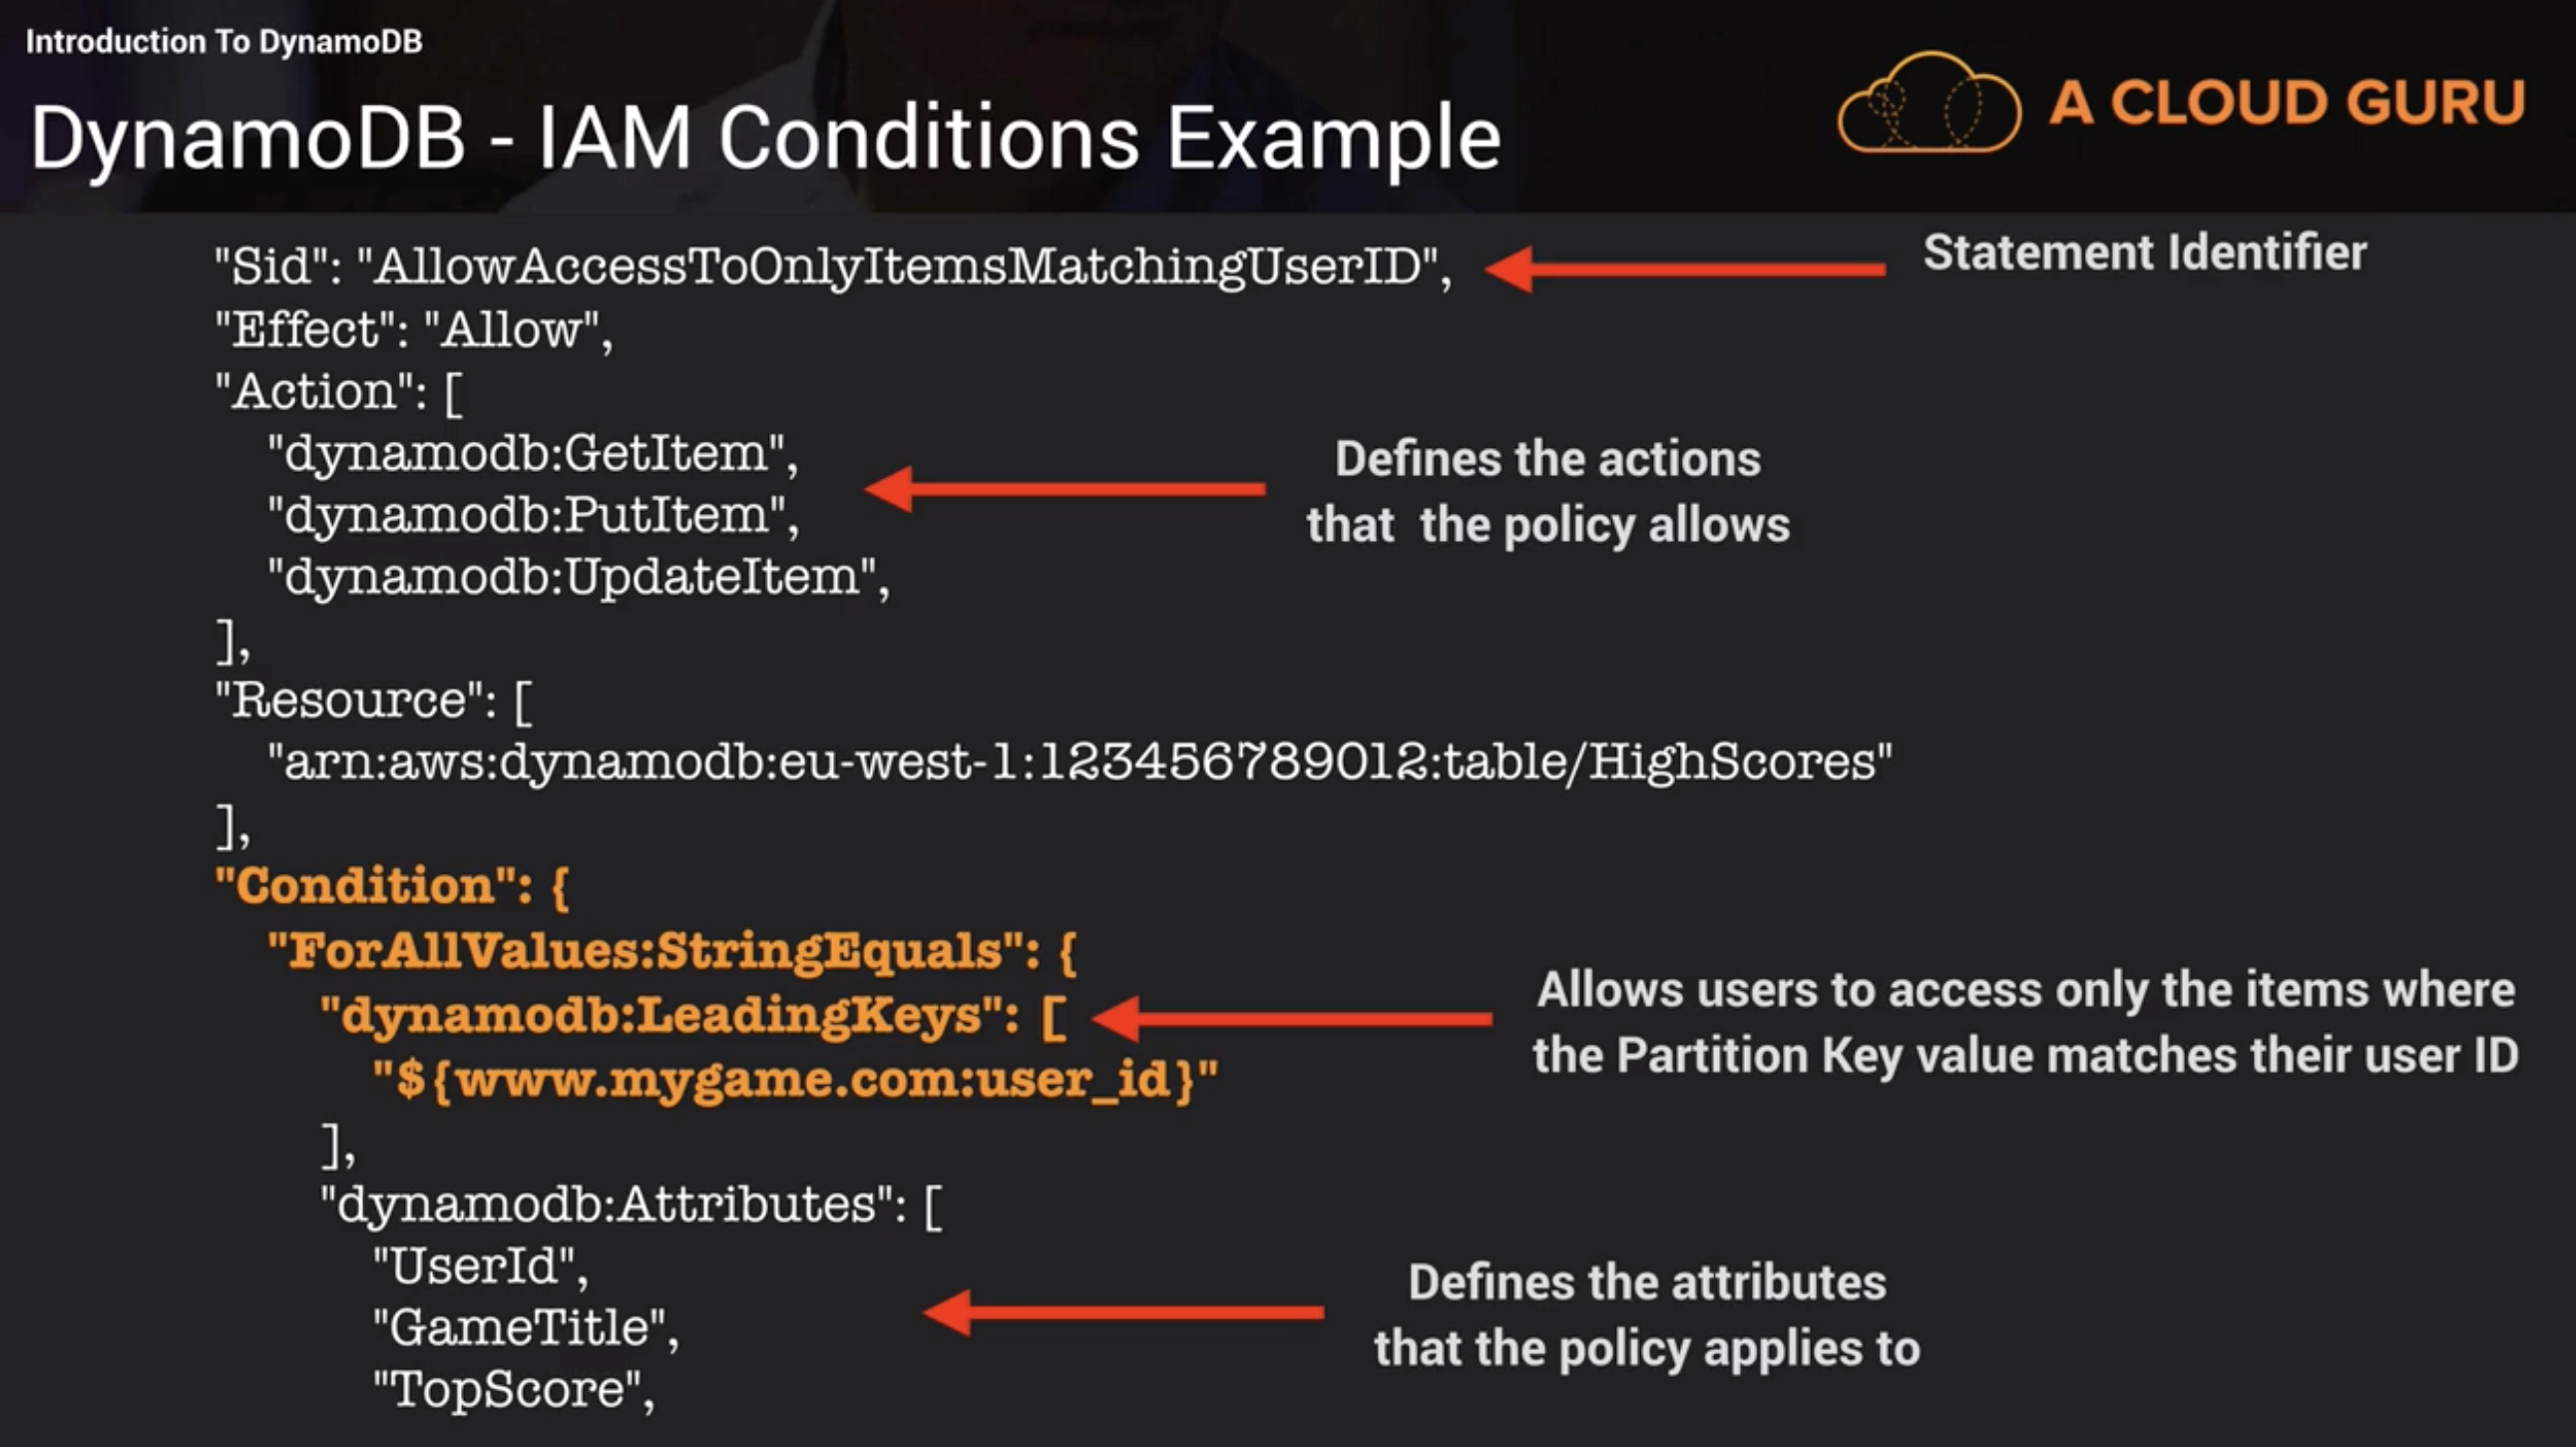 Introduction To DynamoDB
DynamoDB - IAM Conditions Example
A CLOUD GURU
"Sid": "AllowAccessToOnlyItemsMatchingUserID",
Statement Identifier
"Effect": "Allow",
"Action": [
"dynamodb:GetItem",
"dynamodb:PutItem",
"dynamodb:UpdateItem",
Defines the actions
that the policy allows
],
"Resource": [
"arn:aws:dynamodb:eu-west-1:123456789012:table/HighScores"
],
"Condition": {
"ForAllValues:StringEquals": {
"dynamodb:LeadingKeys": [
"${www.mygame.com:user_id}"
Allows users to access only the items where
the Partition Key value matches their user ID
],
"dynamodb:Attributes": [
"UserId",
"GameTitle",
"TopScore",
Defines the attributes
that the policy applies to